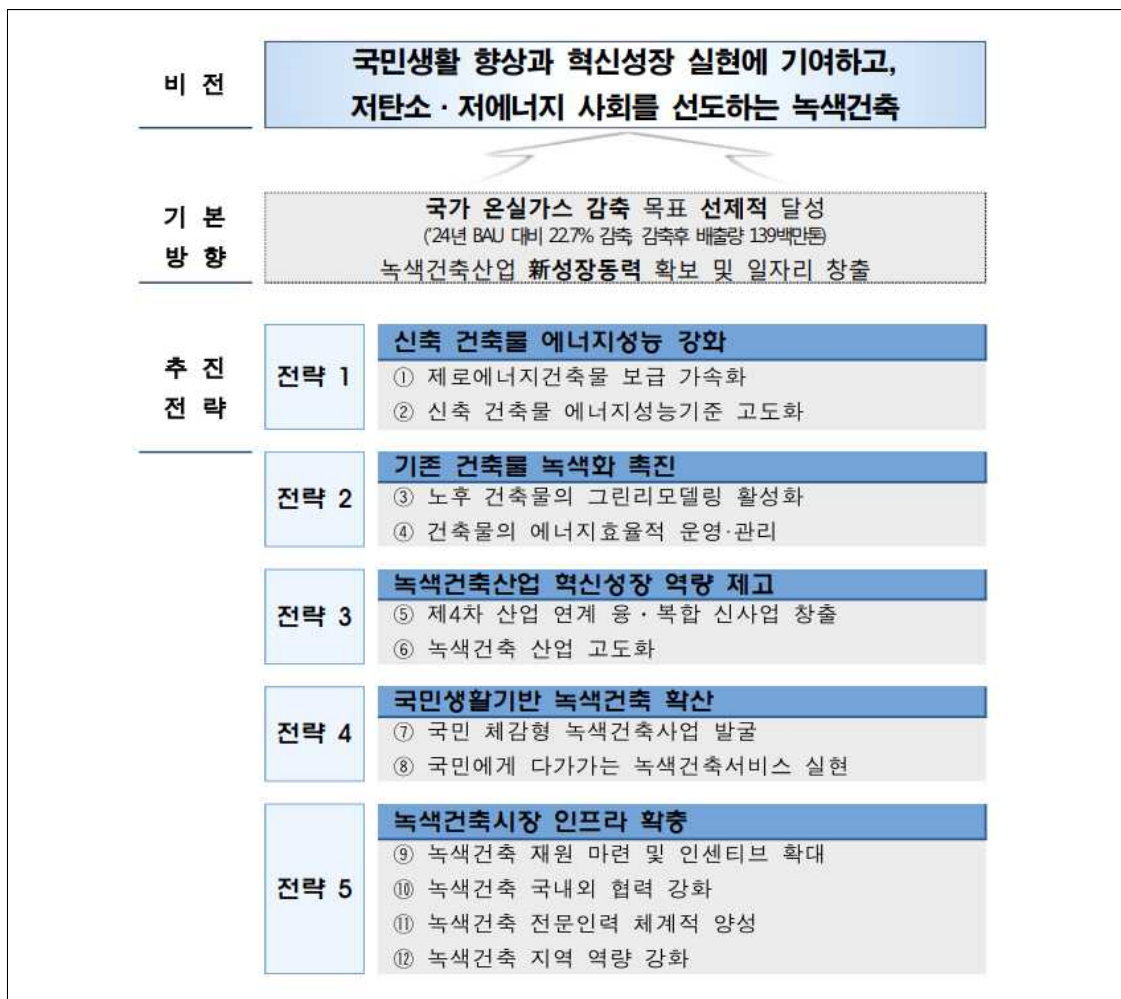 비 전
국민생활 향상과 혁신성장 실현에 기여하고,
저탄소 · 저에너지 사회를 선도하는 녹색건축
기 본
방 향
국가 온실가스 감축 목표 선제적 달성
('24년 BAU 대비 22.7% 감축, 감축후 배출량 139백만톤)
녹색건축산업 新성장동력 확보 및 일자리 창출
추 진
전 략
전략 1
신축 건축물 에너지성능 강화
① 제로에너지건축물 보급 가속화
② 신축 건축물 에너지성능기준 고도화
전략 2
기존 건축물 녹색화 촉진
③ 노후 건축물의 그린리모델링 활성화
④ 건축물의 에너지효율적 운영·관리
전략 3
녹색건축산업 혁신성장 역량 제고
⑤ 제4차 산업 연계 융·복합 신사업 창출
⑥ 녹색건축 산업 고도화
전략 4
국민생활기반 녹색건축 확산
⑦ 국민 체감형 녹색건축사업 발굴
⑧ 국민에게 다가가는 녹색건축서비스 실현
전략 5
녹색건축시장 인프라 확충
⑨ 녹색건축 재원 마련 및 인센티브 확대
⑩ 녹색건축 국내외 협력 강화
⑪ 녹색건축 전문인력 체계적 양성
⑫ 녹색건축 지역 역량 강화